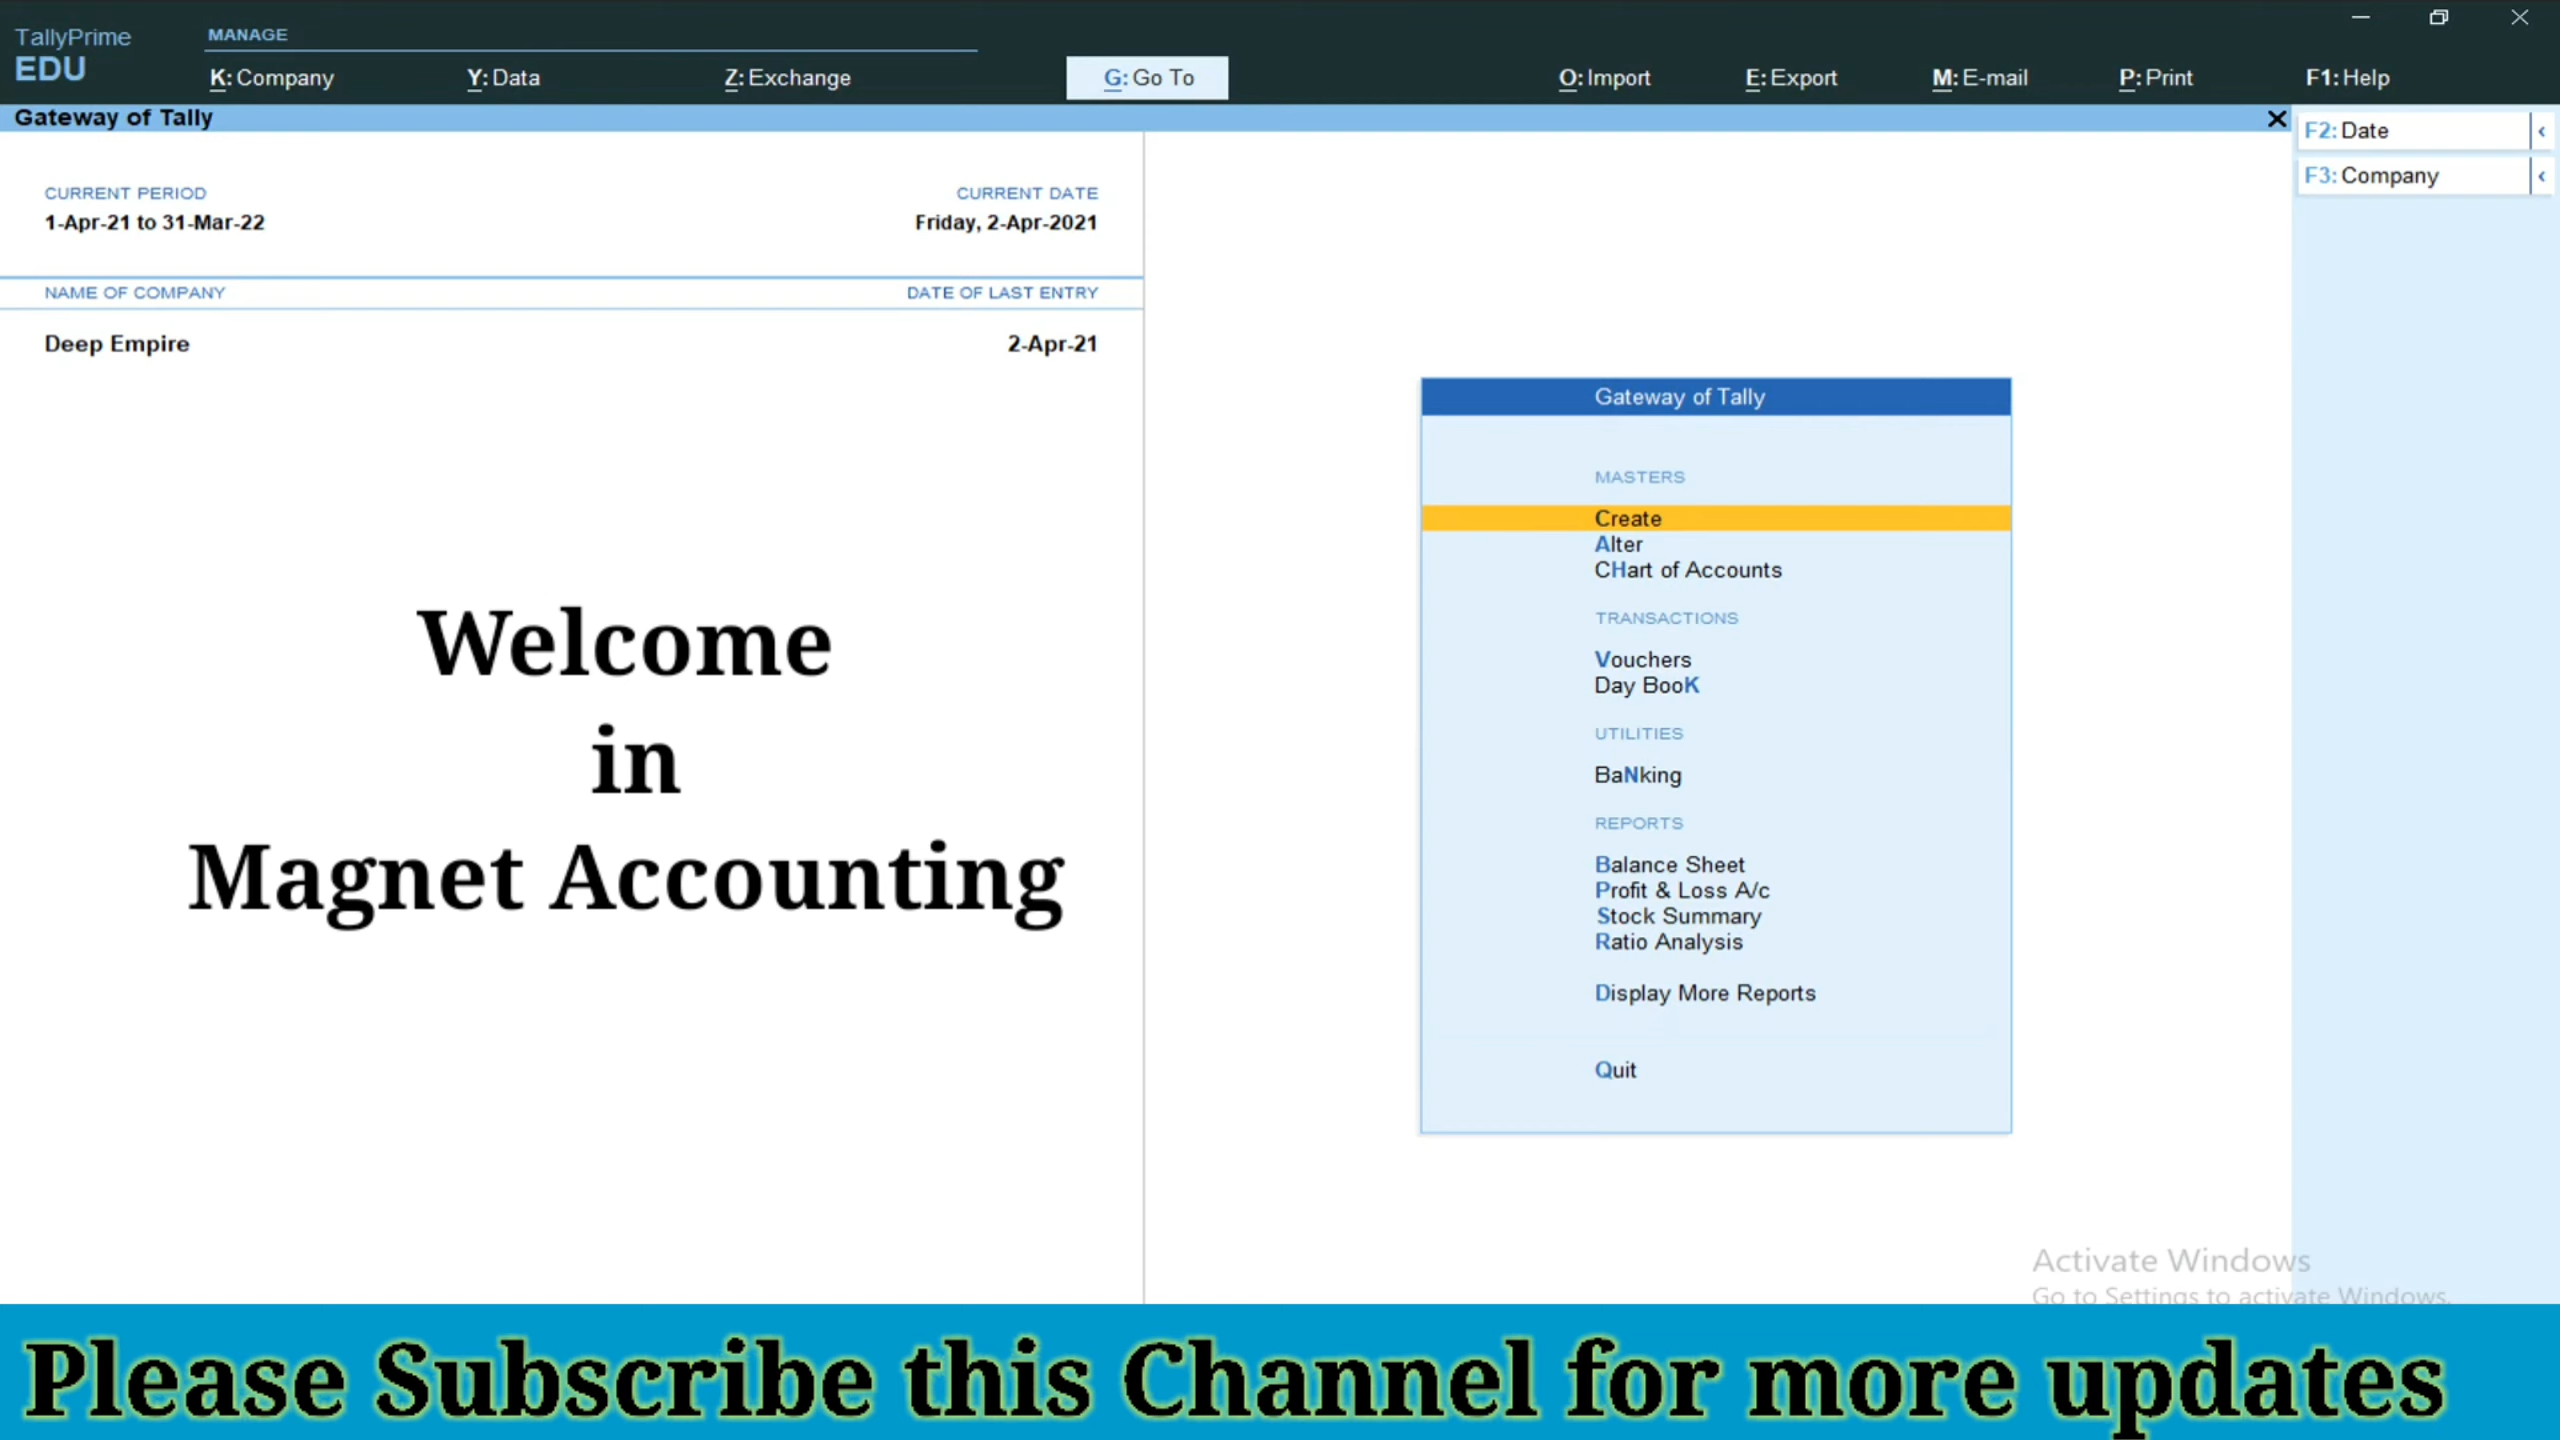 TallyPrime
EDU
MANAGE
K: Company
Y: Data
Z: Exchange
G: Go To
O: Import
E: Export
M: E-mail
P: Print
F1: Help
Gateway of Tally
F2: Date
F3: Company
CURRENT PERIOD
CURRENT DATE
1-Apr-21 to 31-Mar-22
Friday, 2-Apr-2021
NAME OF COMPANY
DATE OF LAST ENTRY
Deep Empire
2-Apr-21
Welcome
in
Magnet Accounting
Gateway of Tally
MASTERS
Create
Alter
CHart of Accounts
TRANSACTIONS
Vouchers
Day BooK
UTILITIES
BaNking
REPORTS
Balance Sheet
Profit & Loss A/c
Stock Summary
Ratio Analysis
Display More Reports
Quit
Activate Windows
Go to Settings to activate Windows.
Please Subscribe this Channel for more updates